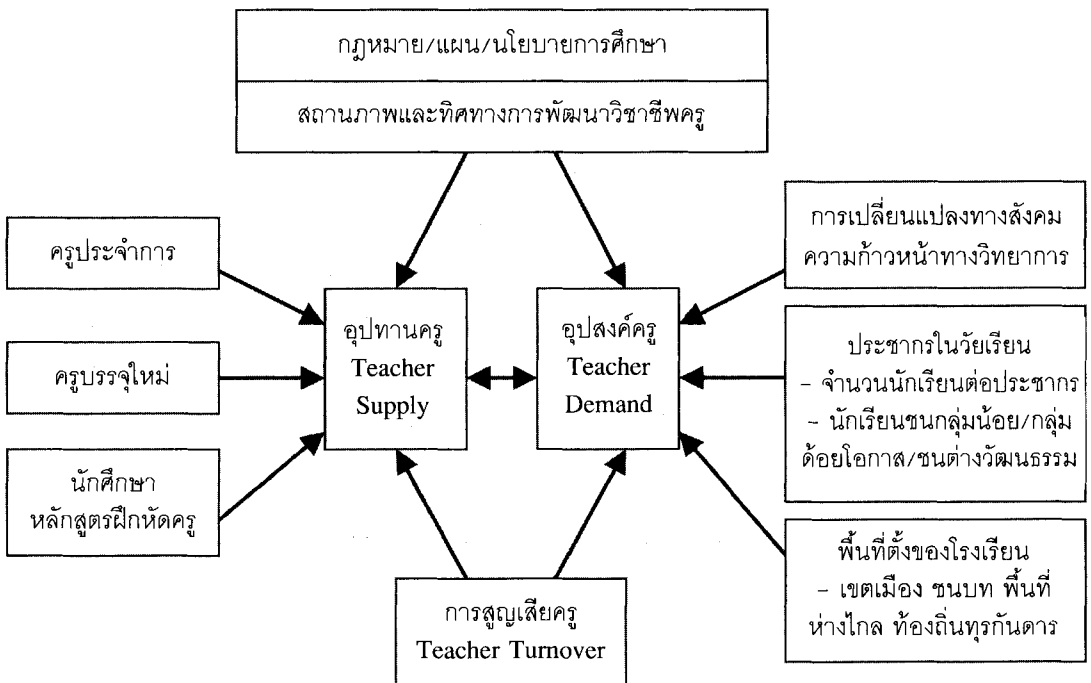 กฎหมาย/แผน/นโยบายการศึกษา
สถานภาพและทิศทางการพัฒนาวิชาชีพครู
ครูประจำการ
ครูบรรจุใหม่
นักศึกษา
หลักสูตรฝึกหัดครู
อุปทานครู
Teacher
Supply
อุปสงค์ครู
Teacher
Demand
การเปลี่ยนแปลงทางสังคม
ความก้าวหน้าทางวิทยาการ
ประชากรในวัยเรียน
- จำนวนนักเรียนต่อประชากร
- นักเรียนชนกลุ่มน้อย/กลุ่ม
ด้อยโอกาส/ชนต่างวัฒนธรรม
พื้นที่ตั้งของโรงเรียน
- เขตเมือง ชนบท พื้นที่
ห่างไกล ท้องถิ่นทุรกันดาร
การสูญเสียครู
Teacher Turnover